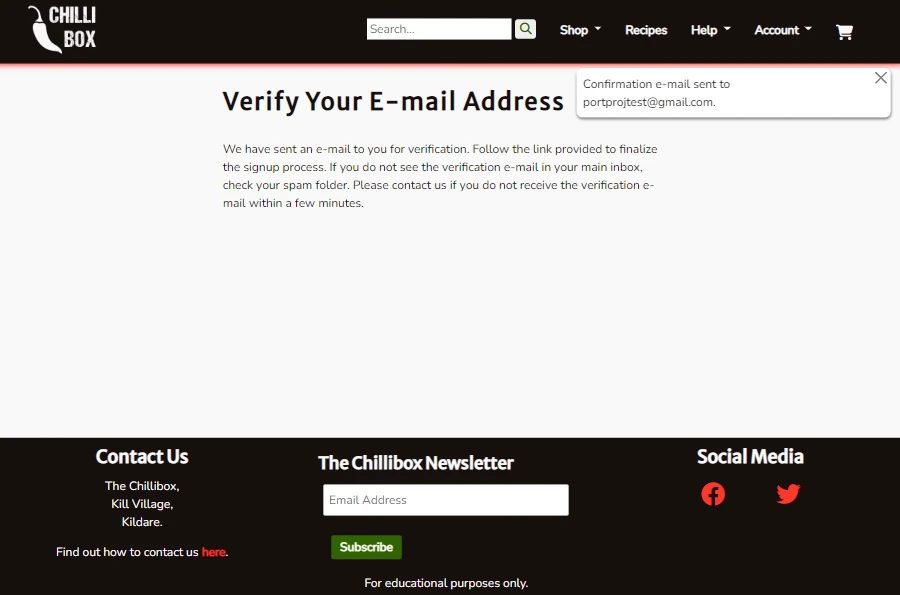 CHILLI
BOX
Search...
Shop
Recipes
Help
Account
Confirmation e-mail sent to
portprojtest@gmail.com.
Verify Your E-mail Address
We have sent an e-mail to you for verification. Follow the link provided to finalize
the signup process. If you do not see the verification e-mail in your main inbox,
check your spam folder. Please contact us if you do not receive the verification e-
mail within a few minutes.
Contact Us
The Chillibox,
Kill Village,
Kildare.
Find out how to contact us here.
The Chillibox Newsletter
Email Address
Subscribe
For educational purposes only.
Social Media